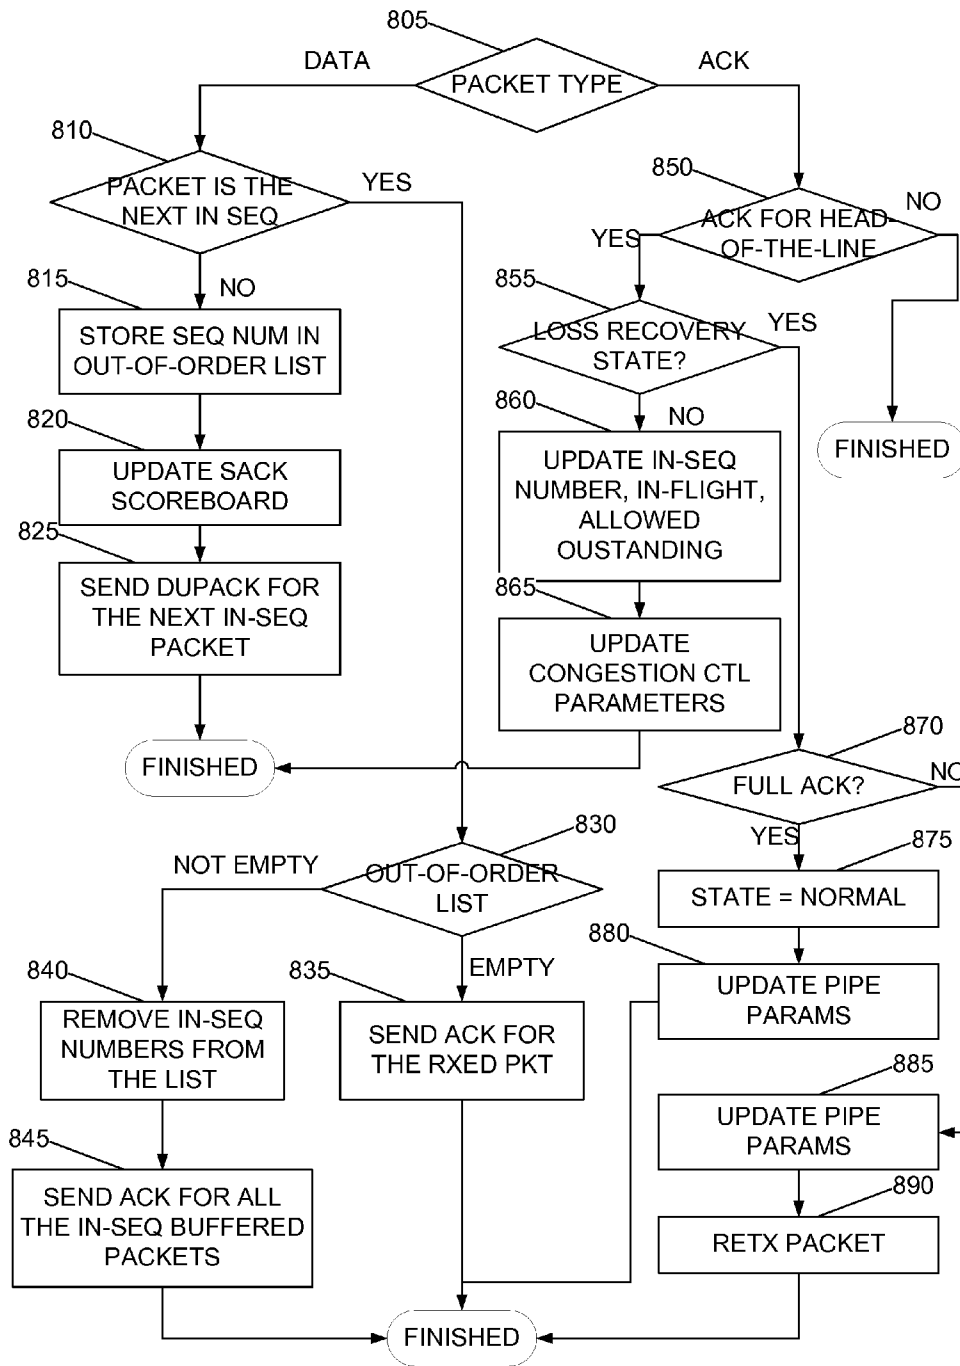 805
DATA
PACKET TYPE
ACK
810
PACKET IS THE
NEXT IN SEQ
YES
NO
815
STORE SEQ NUM IN
OUT-OF-ORDER LIST
820
UPDATE SACK
SCOREBOARD
825
SEND DUPACK FOR
THE NEXT IN-SEQ
PACKET
FINISHED
850
ACK FOR HEAD-
OF-THE-LINE
NO
YES
FINISHED
855
LOSS RECOVERY
STATE?
YES
NO
860
UPDATE IN-SEQ
NUMBER, IN-FLIGHT,
ALLOWED
OUSTANDING
865
UPDATE
CONGESTION CTL
PARAMETERS
870
FULL ACK?
NO
YES
875
STATE = NORMAL
880
UPDATE PIPE
PARAMS
885
UPDATE PIPE
PARAMS
890
RETX PACKET
830
OUT-OF-ORDER
LIST
NOT EMPTY
EMPTY
835
SEND ACK FOR
THE RXED PKT
840
REMOVE IN-SEQ
NUMBERS FROM
THE LIST
845
SEND ACK FOR ALL
THE IN-SEQ BUFFERED
PACKETS
FINISHED